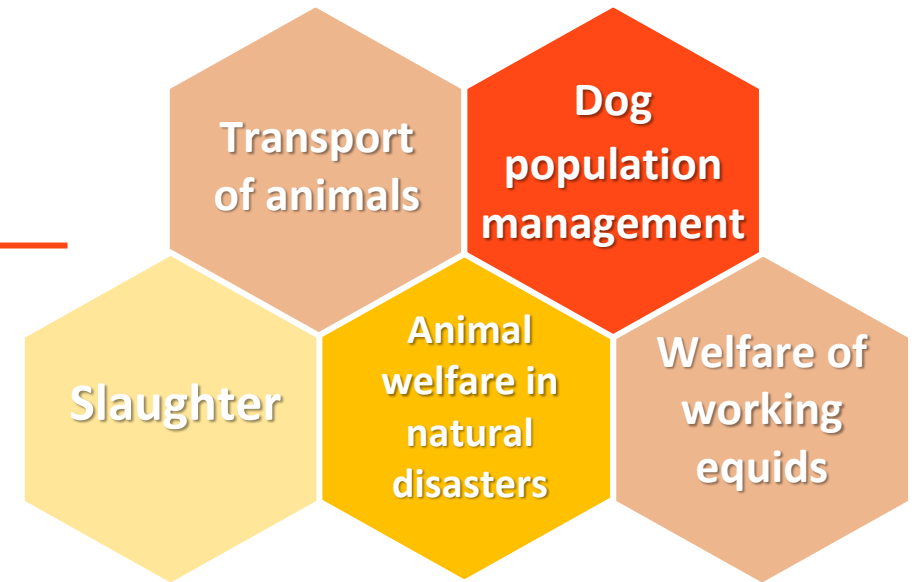 Transport
of animals
Dog
population
management
Slaughter
Animal
welfare in
natural
disasters
Welfare of
working
equids